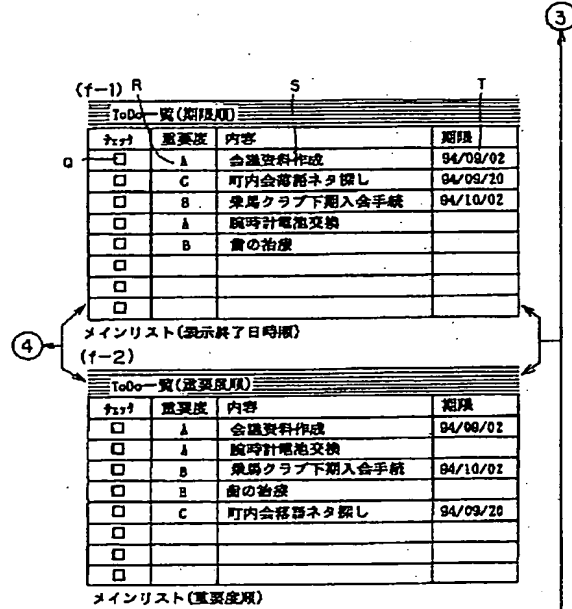 ③
(f-1) R S T
ToDo一覧(期限順)
チェック 重要度 内容 期限
Q □ A 会議資料作成 94/09/02
□ C 町内会落語ネタ探し 94/09/20
□ B 乗馬クラブ下期入会手続 94/10/02
□ A 腕時計電池交換
□ B 歯の治療
□
□
□
メインリスト(表示終了日時順)
④
(f-2)
ToDo一覧(重要度順)
チェック 重要度 内容 期限
□ A 会議資料作成 94/09/02
□ A 腕時計電池交換
□ B 乗馬クラブ下期入会手続 94/10/02
□ B 歯の治療
□ C 町内会落語ネタ探し 94/09/20
□
□
メインリスト(重要度順)